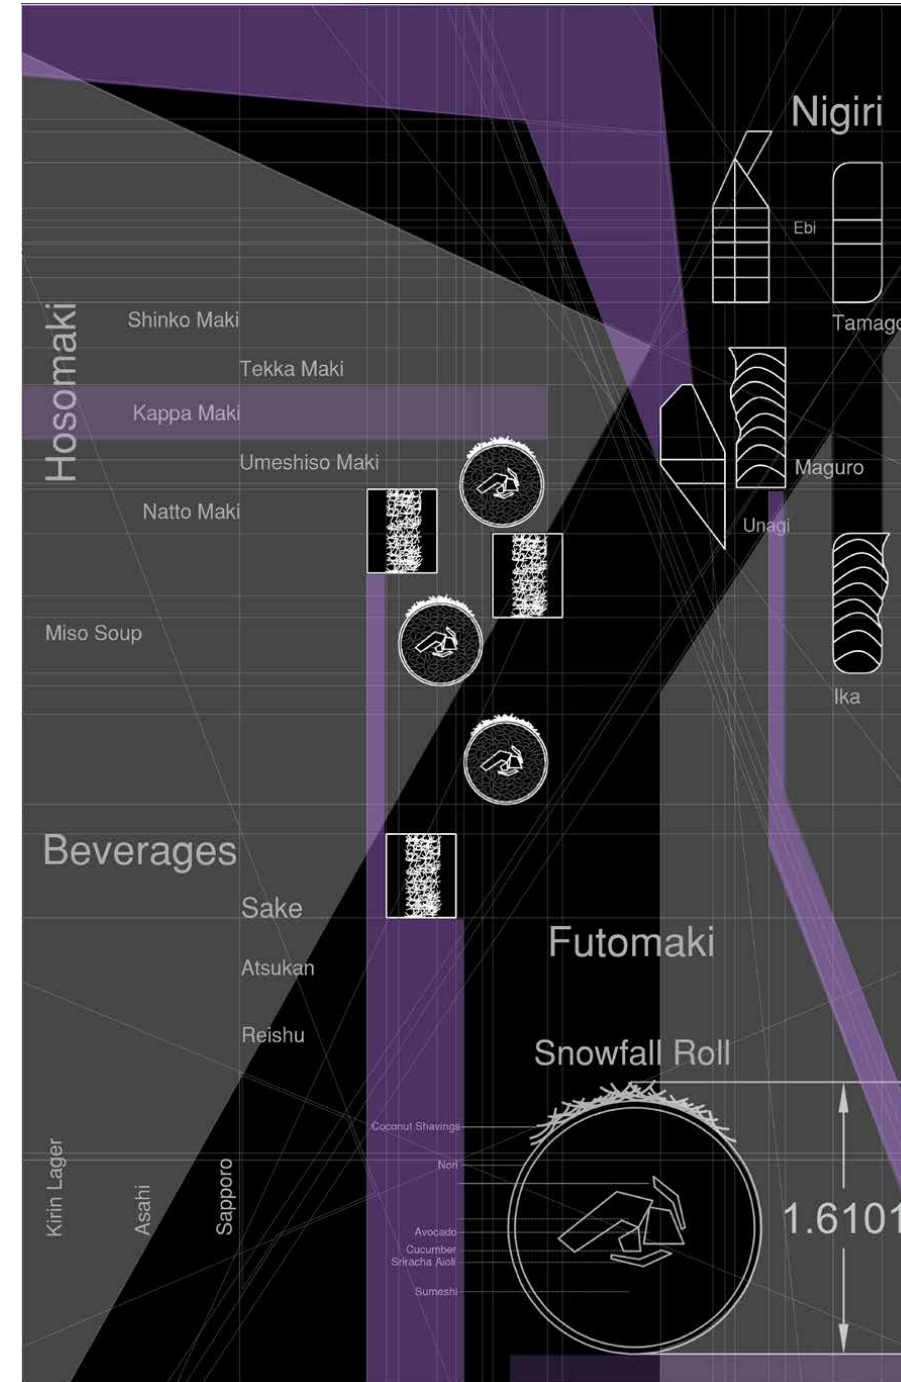 Nigiri
Ebi
Tamago
Maguro
Unagi
Ika
Hosomaki
Shinko Maki
Tekka Maki
Kappa Maki
Umeshiso Maki
Natto Maki
Miso Soup
Beverages
Sake
Atsukan
Reishu
Kirin Lager
Asahi
Sapporo
Futomaki
Snowfall Roll
Coconut Shavings
Nori
Avocado
Cucumber
Sriracha Aioli
Sumeshi
1.6101